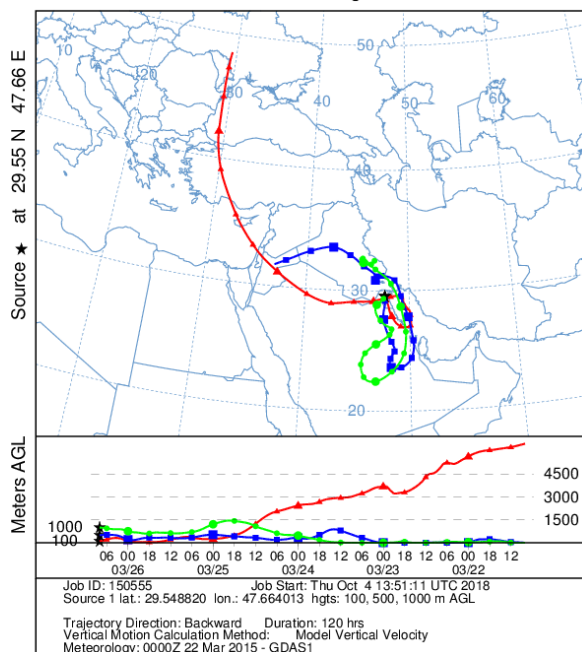 50
10
20
30
40
50
60
40
30
20
Source ★ at 29.55 N 47.66 E
Meters AGL
4500
3000
1500
1000
100
06 00 18 12 06 00 18 12 06 00 18 12 06 00 18 12 06 00 18 12
03/26 03/25 03/24 03/23 03/22
Job ID: 150555 Job Start: Thu Oct 4 13:51:11 UTC 2018
Source 1 lat.: 29.548820 lon.: 47.664013 hgts: 100, 500, 1000 m AGL
Trajectory Direction: Backward Duration: 120 hrs
Vertical Motion Calculation Method: Model Vertical Velocity
Meteorology: 0000Z 22 Mar 2015 - GDAS1